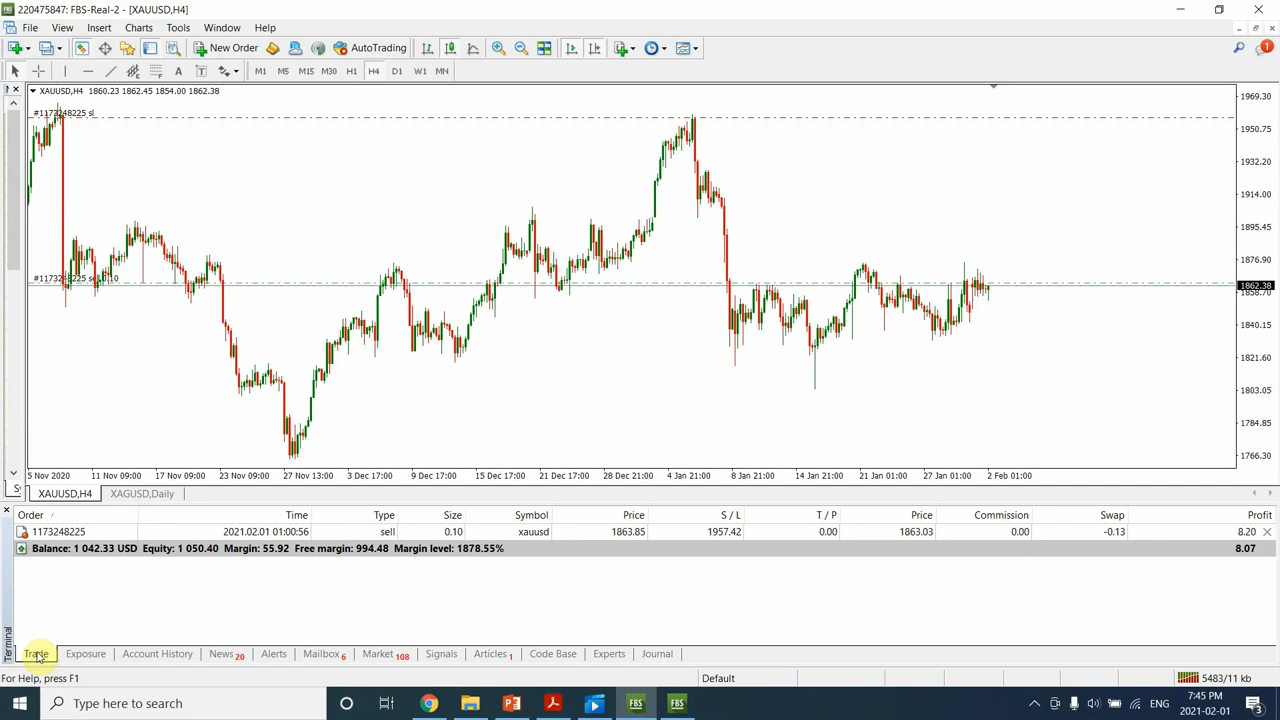 220475847: FBS-Real-2 - [XAUUSD,H4]
File View Insert Charts Tools Window Help
New Order AutoTrading
A T M1 M5 M15 M30 H1 H4 D1 W1 MN
XAUUSD,H4 1860.23 1862.45 1854.00 1862.38
#1173248225 sl
1969.30
1950.75
1932.20
1914.00
1895.45
1876.90
1862.38
1858.70
1840.15
1821.60
1803.05
1784.85
1766.30
5 Nov 2020 11 Nov 09:00 17 Nov 09:00 23 Nov 09:00 27 Nov 13:00 3 Dec 17:00 9 Dec 17:00 15 Dec 17:00 21 Dec 17:00 28 Dec 21:00 4 Jan 21:00 8 Jan 21:00 14 Jan 21:00 21 Jan 01:00 27 Jan 01:00 2 Feb 01:00
XAUUSD,H4 XAGUSD,Daily
Order Time Type Size Symbol Price S / L T / P Price Commission Swap Profit
1173248225 2021.02.01 01:00:56 sell 0.10 xauusd 1863.85 1957.42 0.00 1863.03 0.00 -0.13 8.20
Balance: 1 042.33 USD Equity: 1 050.40 Margin: 55.92 Free margin: 994.48 Margin level: 1878.55% 8.07
Terminal
Trade Exposure Account History News 20 Alerts Mailbox 6 Market 108 Signals Articles 1 Code Base Experts Journal
For Help, press F1 Default 5483/11 kb
Type here to search FBS FBS ENG 7:45 PM
2021-02-01 3